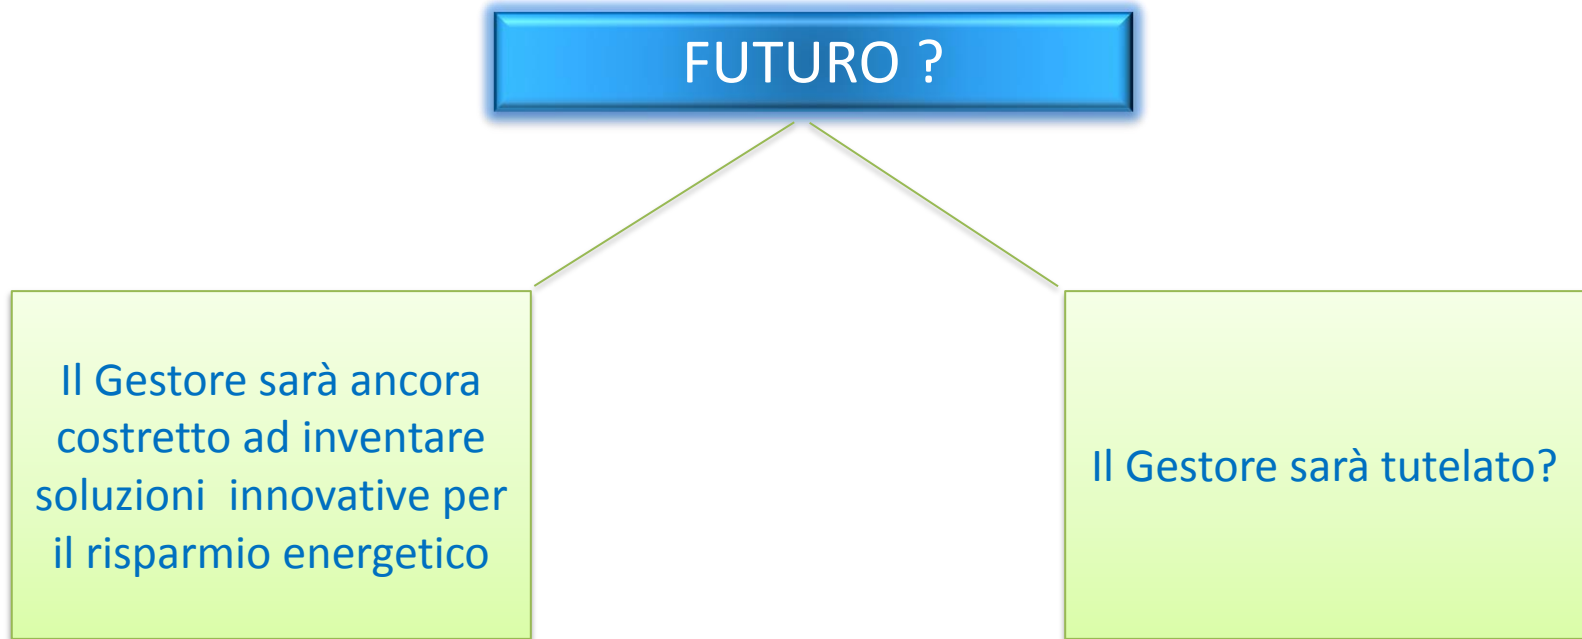 FUTURO ?
Il Gestore sarà ancora
costretto ad inventare
soluzioni  innovative per
il risparmio energetico
Il Gestore sarà tutelato?